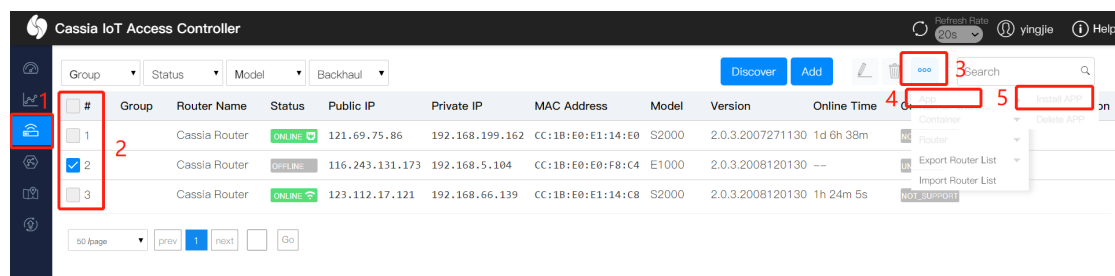 Cassia IoT Access Controller
Refresh Rate
20s
yingjie
Help
Group
Status
Model
Backhaul
Discover
Add
3
Search
1
# Group Router Name Status Public IP Private IP MAC Address Model Version Online Time
4
App
5
Install APP
on
1 Cassia Router ONLINE 121.69.75.86 192.168.199.162 CC:1B:E0:E1:14:E0 S2000 2.0.3.2007271130 1d 6h 38m
Container
Delete APP
2
Router
2 Cassia Router OFFLINE 116.243.131.173 192.168.5.104 CC:1B:E0:E0:F8:C4 E1000 2.0.3.2008120130 --
Export Router List
Import Router List
3 Cassia Router ONLINE 123.112.17.121 192.168.66.139 CC:1B:E0:E1:14:C8 S2000 2.0.3.2008120130 1h 24m 5s NOT_SUPPORT
50 /page prev 1 next Go